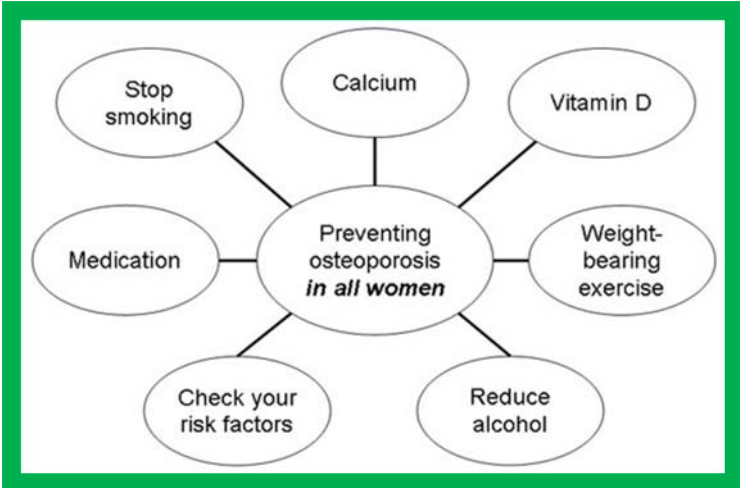 Calcium
Stop
smoking
Vitamin D
Preventing
osteoporosis
in all women
Medication
Weight-
bearing
exercise
Check your
risk factors
Reduce
alcohol